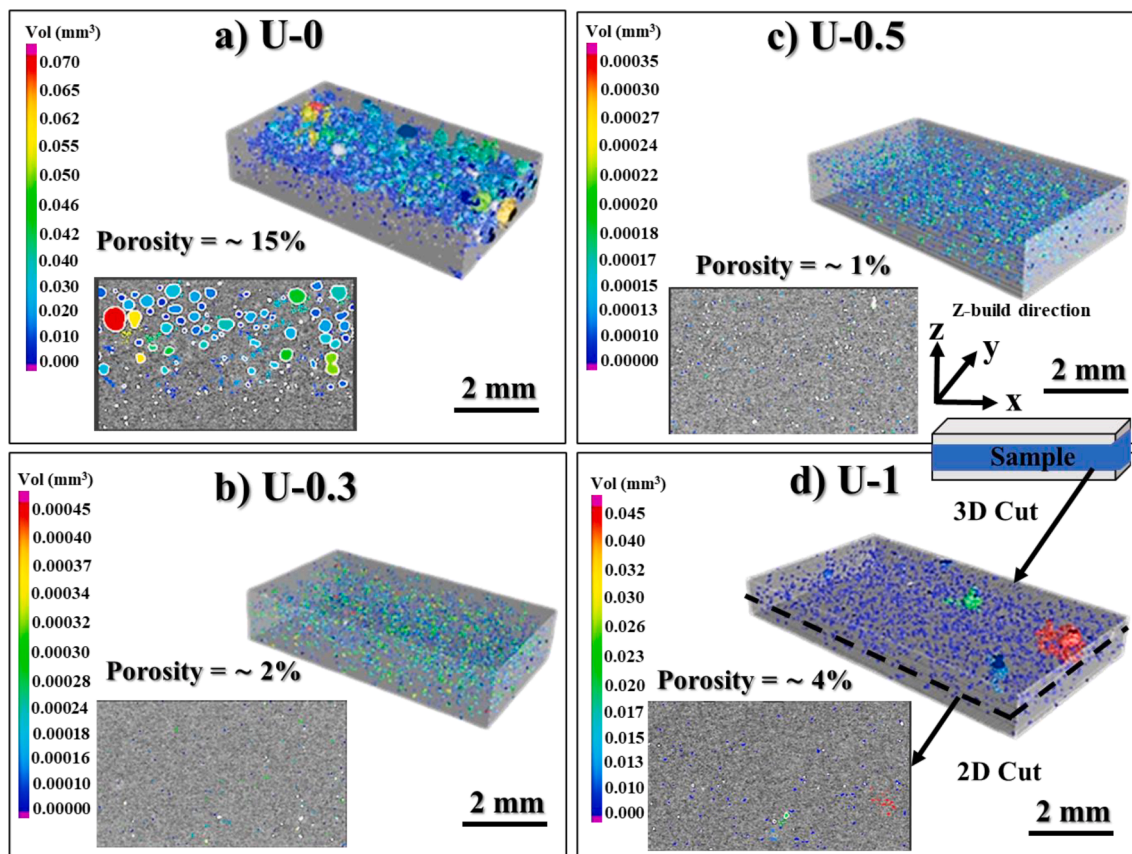 a) U-0
Vol (mm³)
0.070
0.065
0.062
0.055
0.050
0.046
0.042
0.040
0.030
0.020
0.010
0.000
Porosity = ~ 15%
2 mm
c) U-0.5
Vol (mm³)
0.00035
0.00030
0.00027
0.00024
0.00022
0.00020
0.00018
0.00017
0.00015
0.00013
0.00010
0.00000
Porosity = ~ 1%
Z-build direction
z
y
x
2 mm
Sample
b) U-0.3
Vol (mm³)
0.00045
0.00040
0.00037
0.00034
0.00032
0.00030
0.00028
0.00024
0.00018
0.00016
0.00010
0.00000
Porosity = ~ 2%
2 mm
d) U-1
Vol (mm³)
0.045
0.040
0.032
0.030
0.026
0.023
0.020
0.017
0.013
0.010
0.000
3D Cut
Porosity = ~ 4%
2D Cut
2 mm